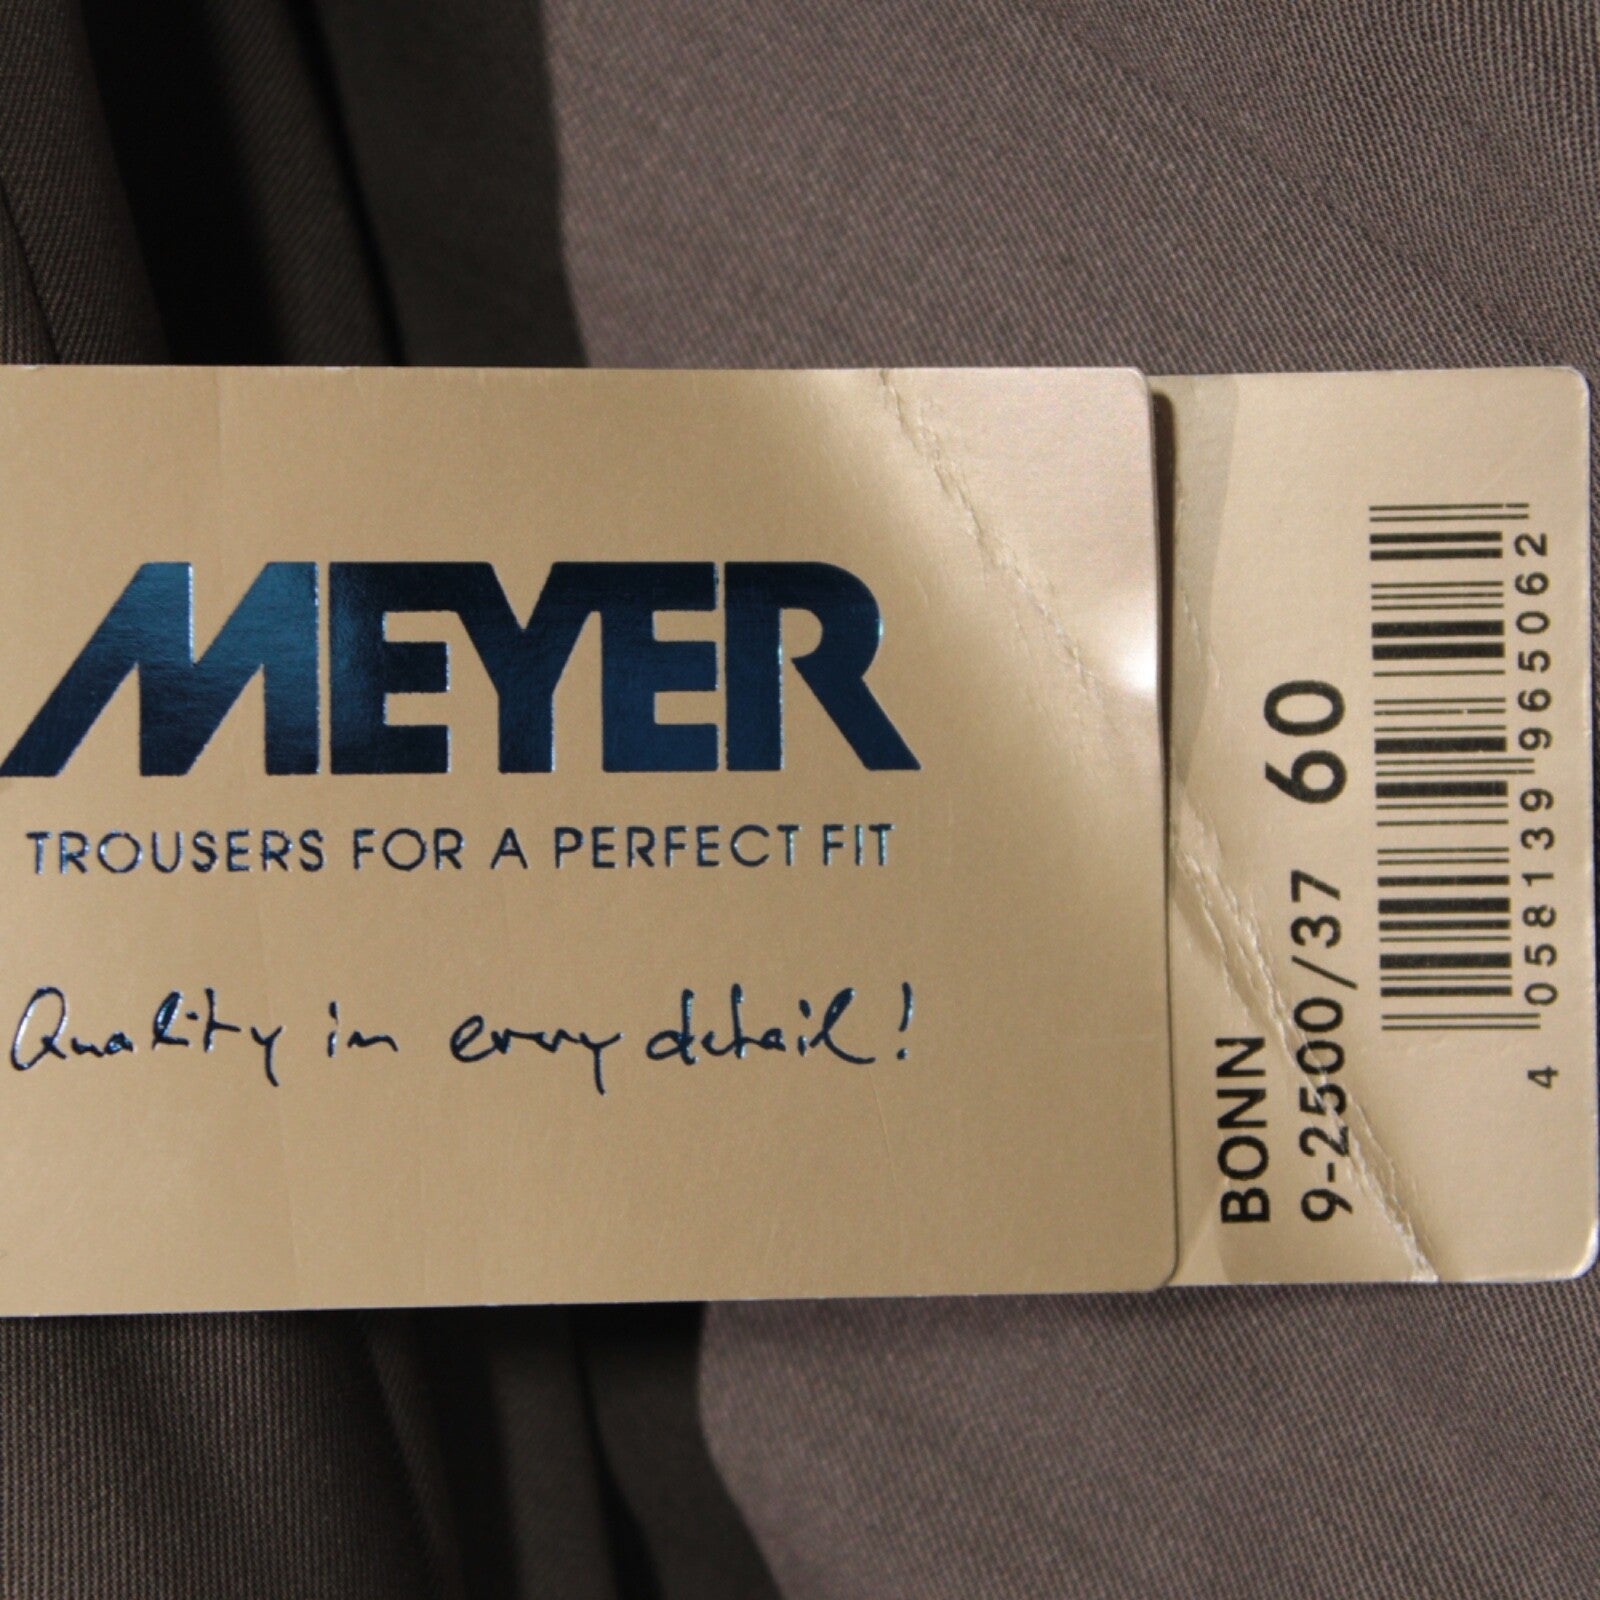 MEYER
TROUSERS FOR A PERFECT FIT
Quality in every detail!
BONN
9-2500/37 60
4 058139 965062